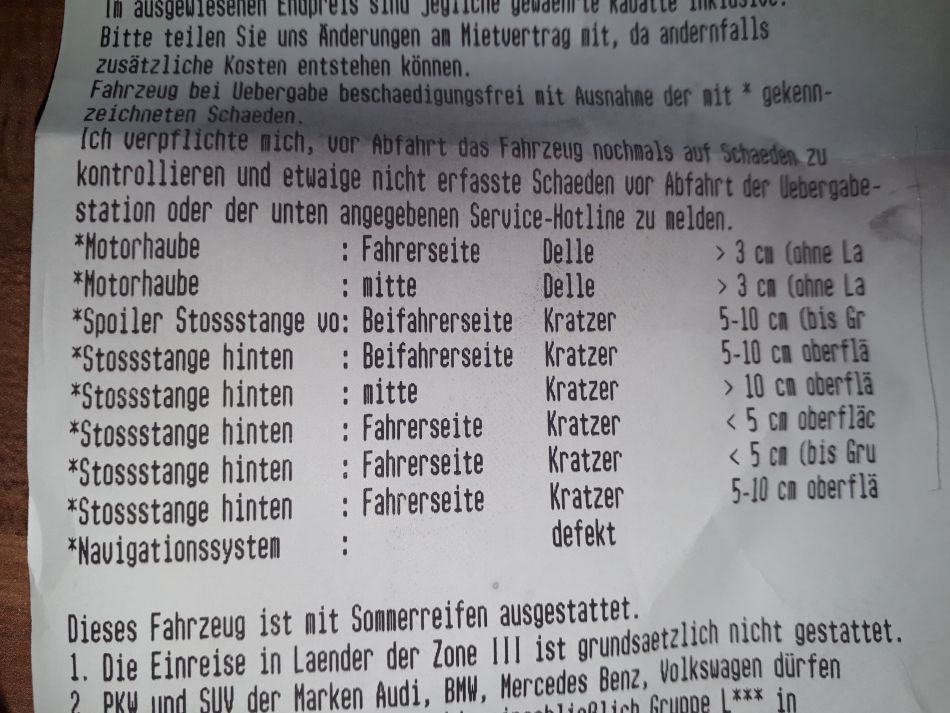 Im ausgewiesenen Endpreis sind jegliche gewaehrte Rabatte inklusive.
Bitte teilen Sie uns Änderungen am Mietvertrag mit, da andernfalls
zusätzliche Kosten entstehen können.
Fahrzeug bei Uebergabe beschaedigungsfrei mit Ausnahme der mit * gekenn-
zeichneten Schaeden.
Ich verpflichte mich, vor Abfahrt das Fahrzeug nochmals auf Schaeden zu
kontrollieren und etwaige nicht erfasste Schaeden vor Abfahrt der Uebergabe-
station oder der unten angegebenen Service-Hotline zu melden.
*Motorhaube : Fahrerseite Delle > 3 cm (ohne La
*Motorhaube : mitte Delle > 3 cm (ohne La
*Spoiler Stossstange vo: Beifahrerseite Kratzer 5-10 cm (bis Gr
*Stossstange hinten : Beifahrerseite Kratzer 5-10 cm oberflä
*Stossstange hinten : mitte Kratzer > 10 cm oberflä
*Stossstange hinten : Fahrerseite Kratzer < 5 cm oberfläc
*Stossstange hinten : Fahrerseite Kratzer < 5 cm (bis Gru
*Stossstange hinten : Fahrerseite Kratzer 5-10 cm oberflä
*Navigationssystem : defekt
Dieses Fahrzeug ist mit Sommerreifen ausgestattet.
1. Die Einreise in Laender der Zone III ist grundsaetzlich nicht gestattet.
2. PKW und SUV der Marken Audi, BMW, Mercedes Benz, Volkswagen dürfen
Gruppe L*** in